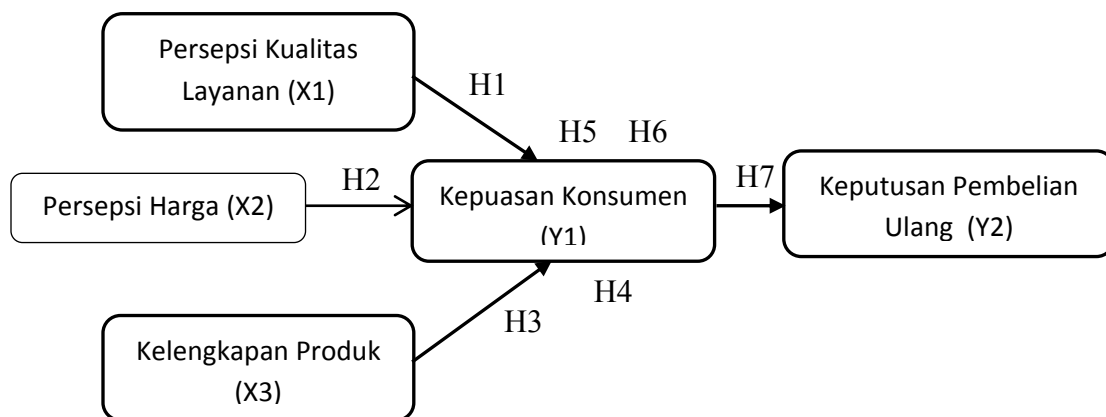 Persepsi Kualitas
Layanan (X1)
H1
H5 H6
H2
H7
Persepsi Harga (X2)
Kepuasan Konsumen
(Y1)
Keputusan Pembelian
Ulang (Y2)
H4
H3
Kelengkapan Produk
(X3)